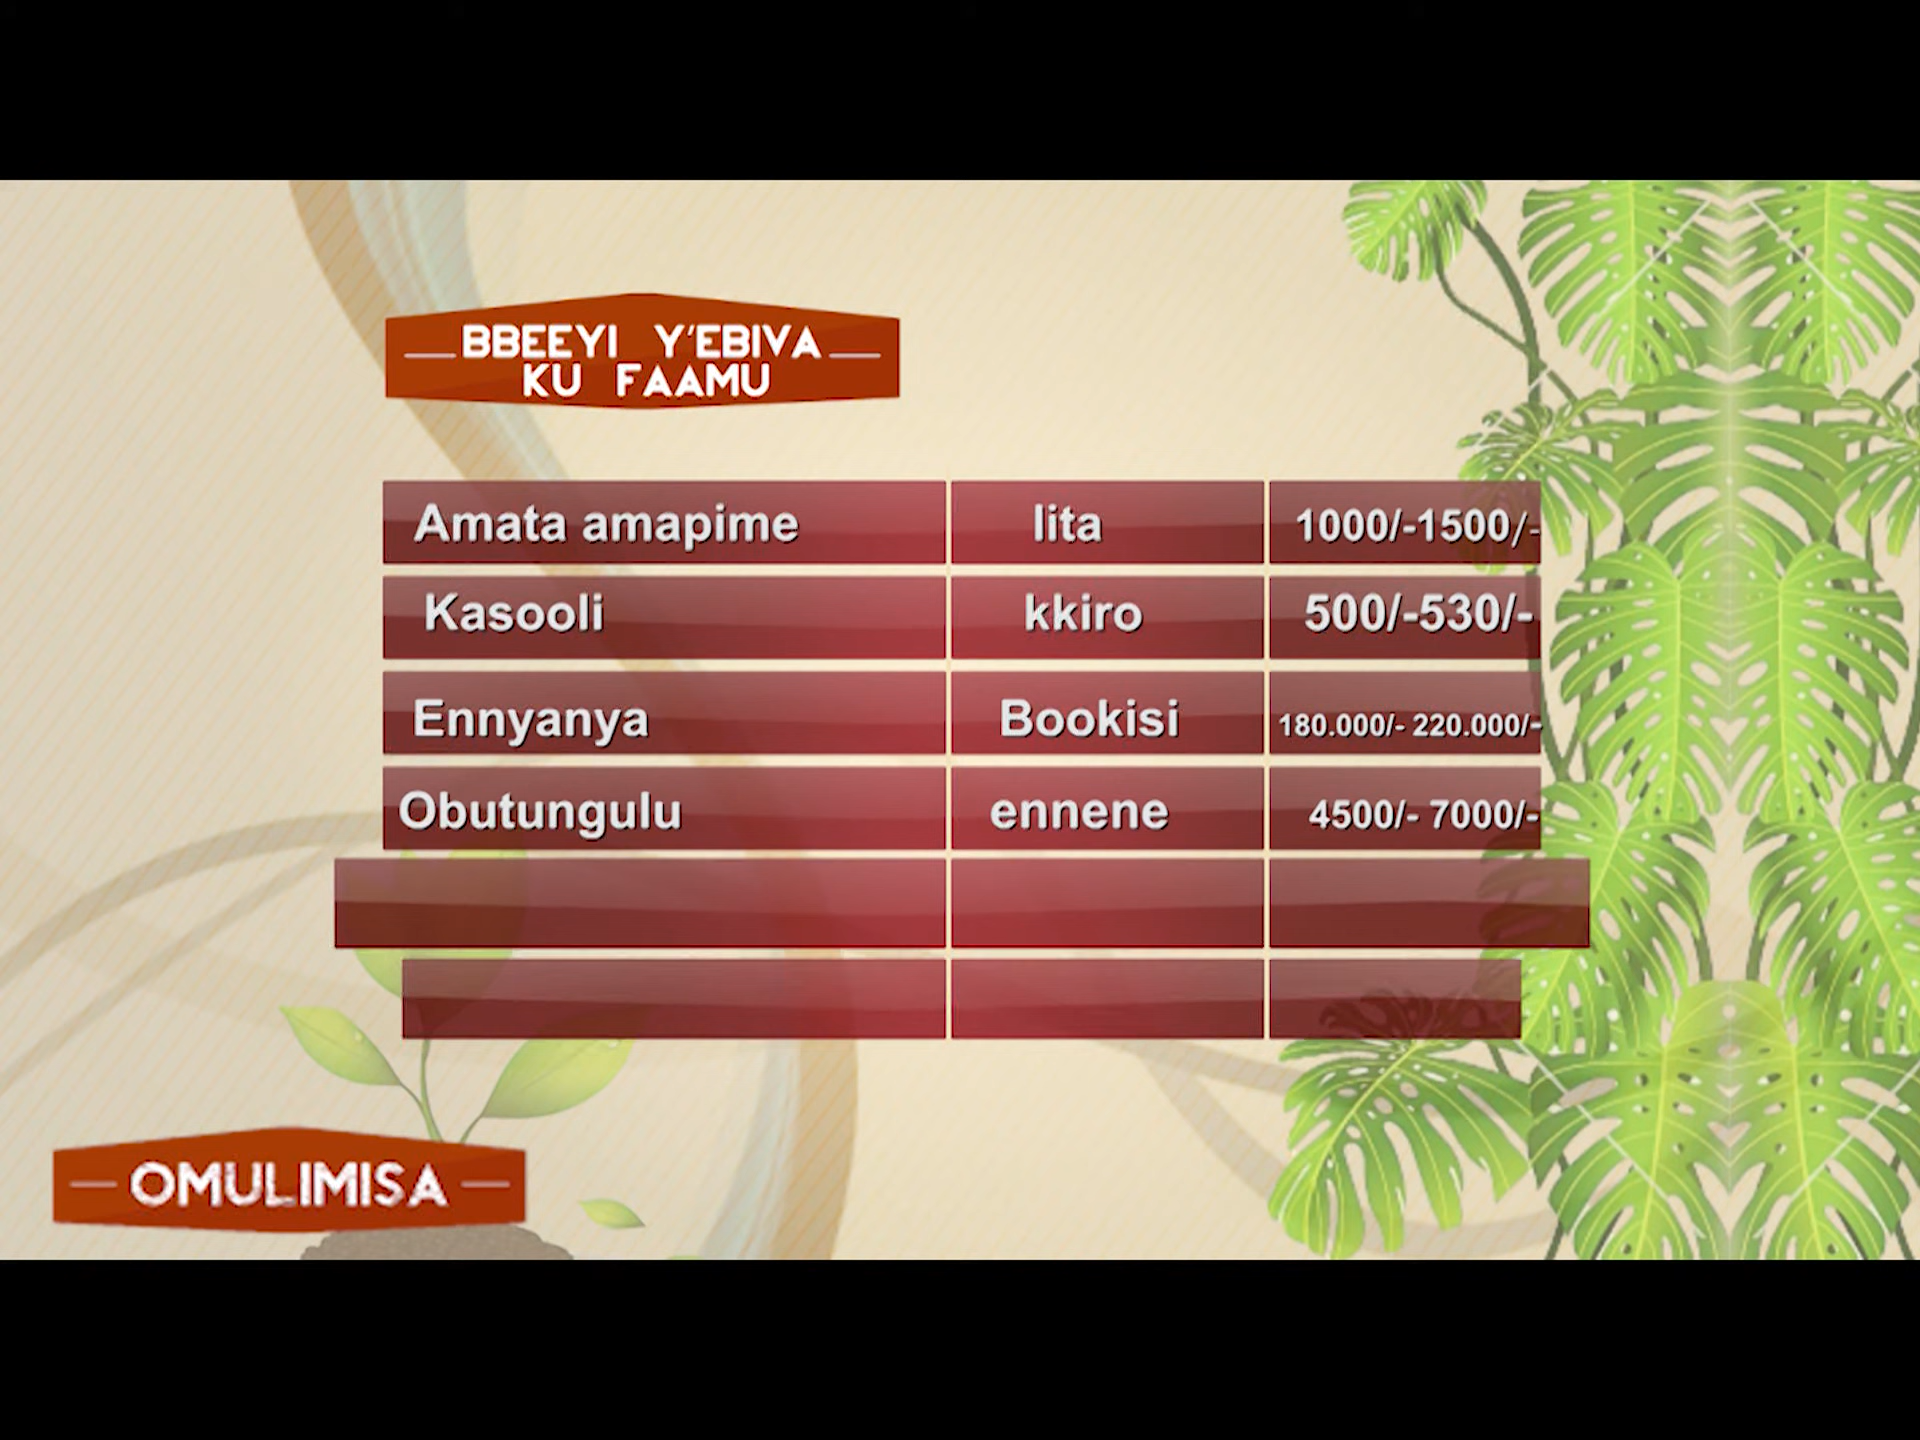 BBEEYI Y'EBIVA
KU FAAMU
Amata amapime lita 1000/-1500/-
Kasooli kkiro 500/-530/-
Ennyanya Bookisi 180.000/- 220.000/-
Obutungulu ennene 4500/- 7000/-
OMULIMISA